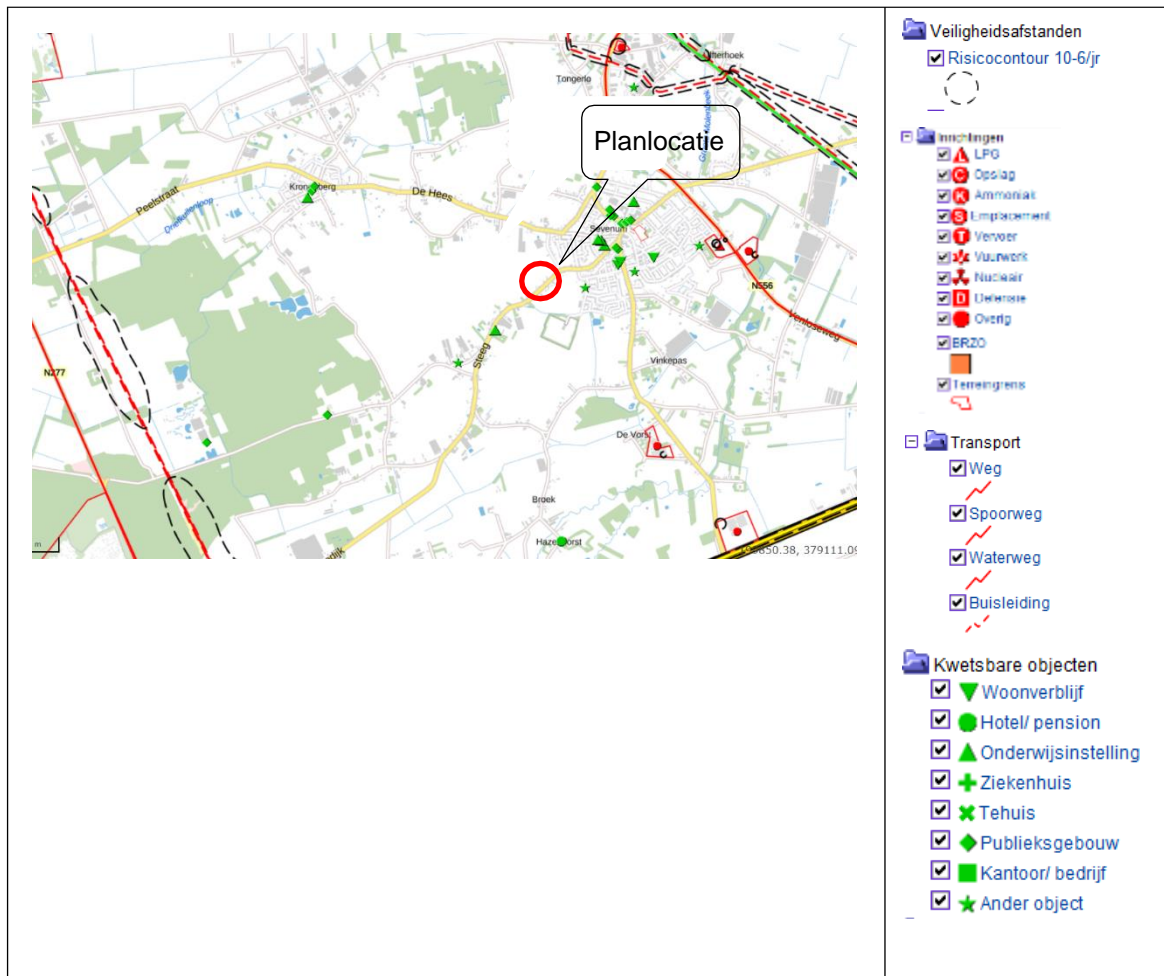 Tongerlo
Planlocatie
Peelstraat
De Hees
Sevenum
N556
Venloseweg
Steeg
Vinkepas
N277
De Vorst
Broek
m
Veiligheidsafstanden
Risicocontour 10-6/jr
Inrichtingen
L LPG
C Opslag
K Ammoniak
S Emplacement
T Vervoer
Vuurwerk
Nucleair
D Defensie
Overig
BRZO
Terreingrens
Transport
Weg
Spoorweg
Waterweg
Buisleiding
Kwetsbare objecten
Woonverblijf
Hotel/ pension
Onderwijsinstelling
Ziekenhuis
Tehuis
Publieksgebouw
Kantoor/ bedrijf
Ander object